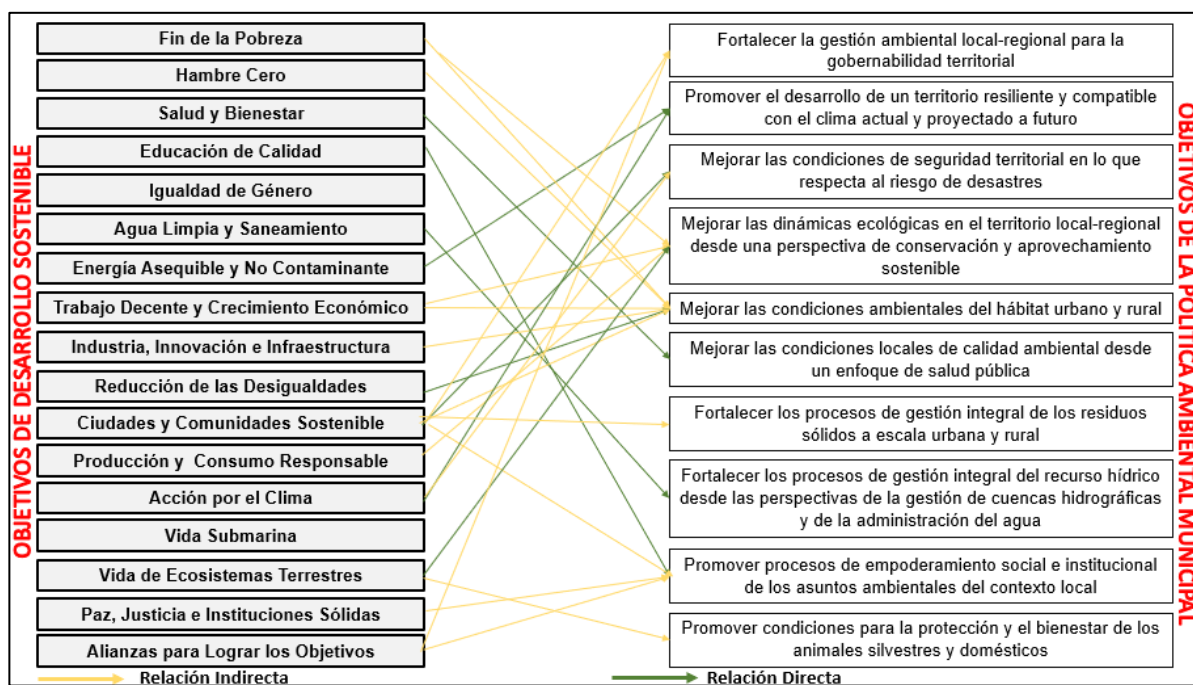 OBJETIVOS DE DESARROLLO SOSTENIBLE
Fin de la Pobreza
Hambre Cero
Salud y Bienestar
Educación de Calidad
Igualdad de Género
Agua Limpia y Saneamiento
Energía Asequible y No Contaminante
Trabajo Decente y Crecimiento Económico
Industria, Innovación e Infraestructura
Reducción de las Desigualdades
Ciudades y Comunidades Sostenible
Producción y Consumo Responsable
Acción por el Clima
Vida Submarina
Vida de Ecosistemas Terrestres
Paz, Justicia e Instituciones Sólidas
Alianzas para Lograr los Objetivos
Fortalecer la gestión ambiental local-regional para la
gobernabilidad territorial
Promover el desarrollo de un territorio resiliente y compatible
con el clima actual y proyectado a futuro
Mejorar las condiciones de seguridad territorial en lo que
respecta al riesgo de desastres
Mejorar las dinámicas ecológicas en el territorio local-regional
desde una perspectiva de conservación y aprovechamiento
sostenible
Mejorar las condiciones ambientales del hábitat urbano y rural
Mejorar las condiciones locales de calidad ambiental desde
un enfoque de salud pública
Fortalecer los procesos de gestión integral de los residuos
sólidos a escala urbana y rural
Fortalecer los procesos de gestión integral del recurso hídrico
desde las perspectivas de la gestión de cuencas hidrográficas
y de la administración del agua
Promover procesos de empoderamiento social e institucional
de los asuntos ambientales del contexto local
Promover condiciones para la protección y el bienestar de los
animales silvestres y domésticos
OBJETIVOS DE LA POLÍTICA AMBIENTAL MUNICIPAL
Relación Indirecta
Relación Directa